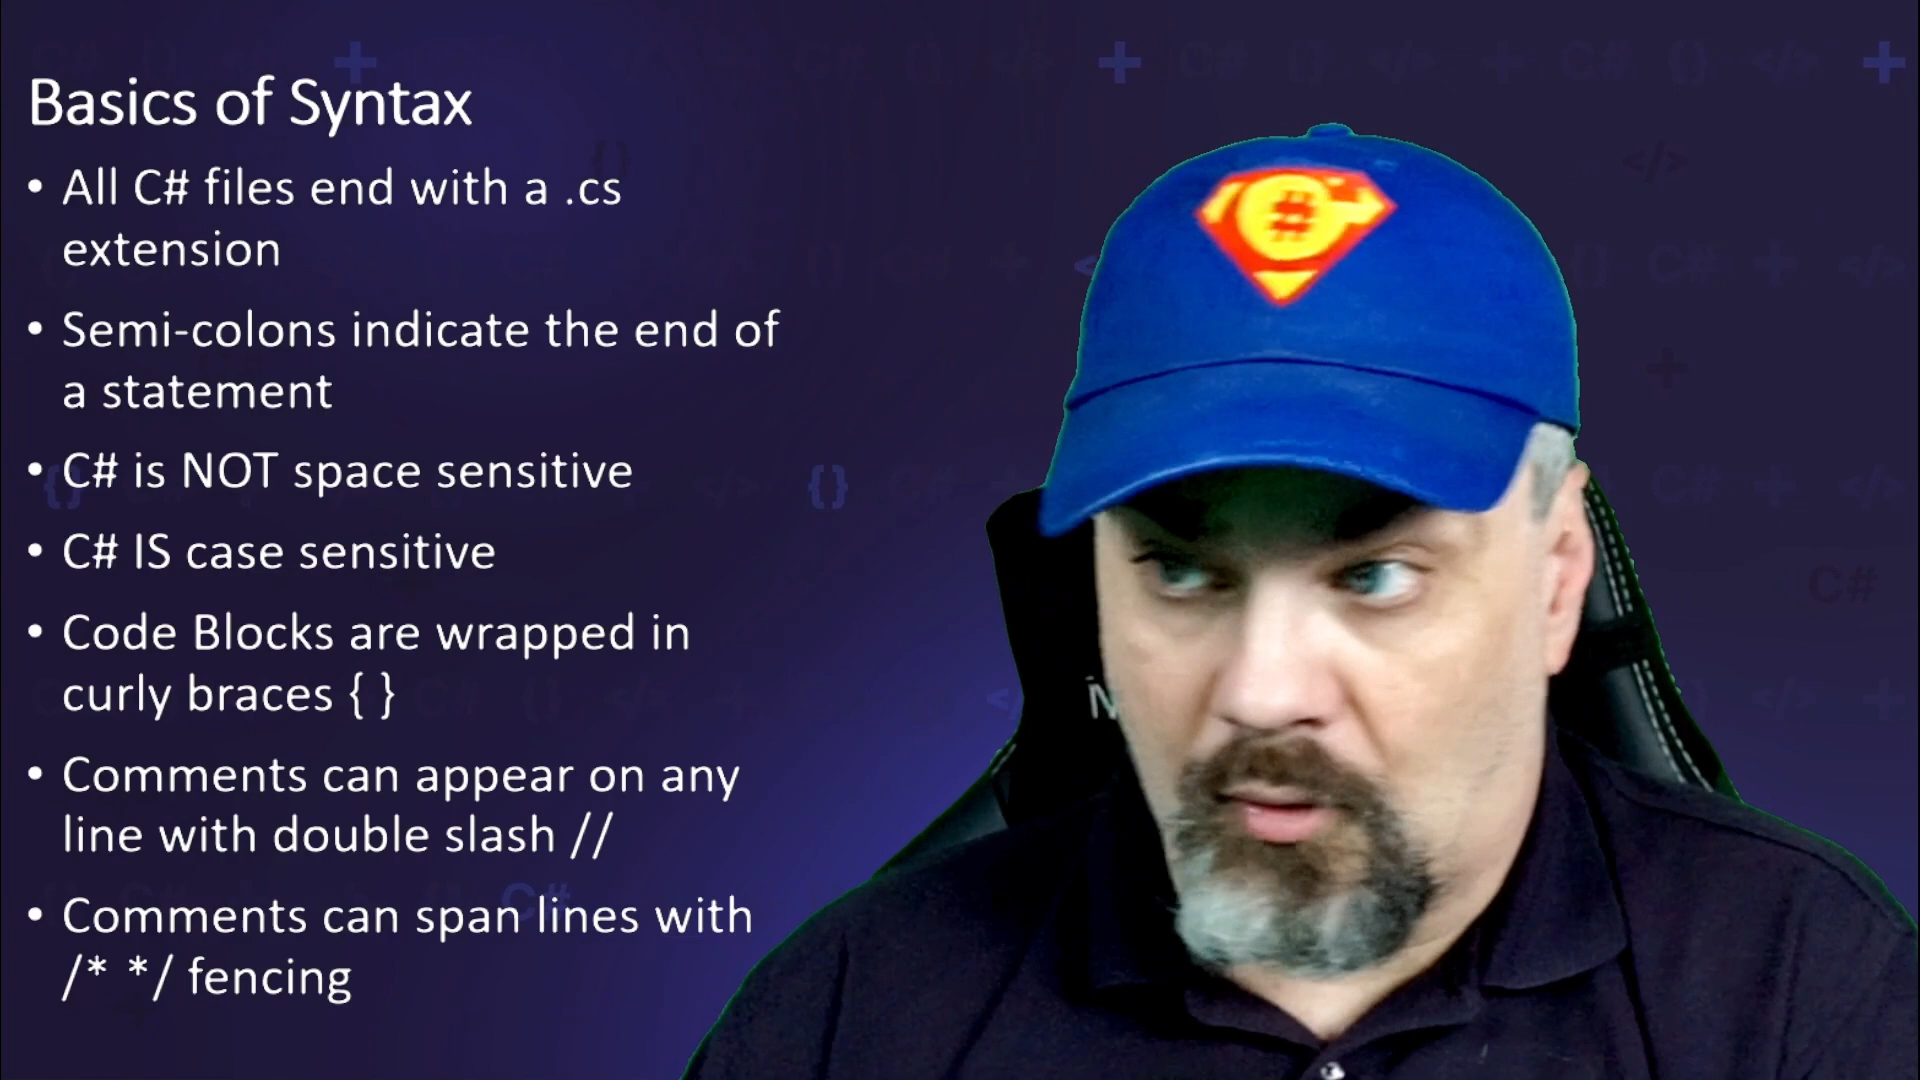 Basics of Syntax
• All C# files end with a .cs
extension
• Semi-colons indicate the end of
a statement
• C# is NOT space sensitive
• C# IS case sensitive
• Code Blocks are wrapped in
curly braces { }
• Comments can appear on any
line with double slash //
• Comments can span lines with
/* */ fencing
#